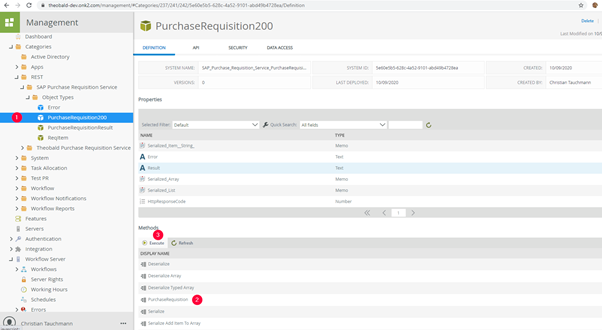 theobald-dev.onk2.com/management/#Categories/237/241/242/5e60e5b5-628c-4a52-9101-abd49b4728ea/Definition
Management
Dashboard
Categories
Active Directory
Apps
REST
SAP Purchase Requisition Service
Object Types
Error
1
PurchaseRequisition200
PurchaseRequisitionResult
ReqItem
Theobald Purchase Requisition Service
System
Task Allocation
Test PR
Workflow
Workflow Notifications
Workflow Reports
Features
Servers
Authentication
Integration
Workflow Server
Workflows
Server Rights
Working Hours
Schedules
Errors
Christian Tauchmann
PurchaseRequisition200
Delete
Last Modified on
DEFINITION API SECURITY DATA ACCESS
SYSTEM NAME: SAP_Purchase_Requisition_Service_PurchaseRequis... SYSTEM ID: 5e60e5b5-628c-4a52-9101-abd49b4728ea CREATED: 10/09/2020
VERSIONS: 0 LAST DEPLOYED: 10/09/2020 CREATED BY: Christian Tauchmann
Properties
Selected Filter: Default Quick Search: All Fields
NAME TYPE
Serialized_Item__String_ Memo
Error Text
Result Text
Serialized_Array Memo
Serialized_List Memo
HttpResponseCode Number
1
Methods
3
Execute Refresh
DISPLAY NAME
Deserialize
Deserialize Array
Deserialize Typed Array
PurchaseRequisition 2
Serialize
Serialize Add Item To Array